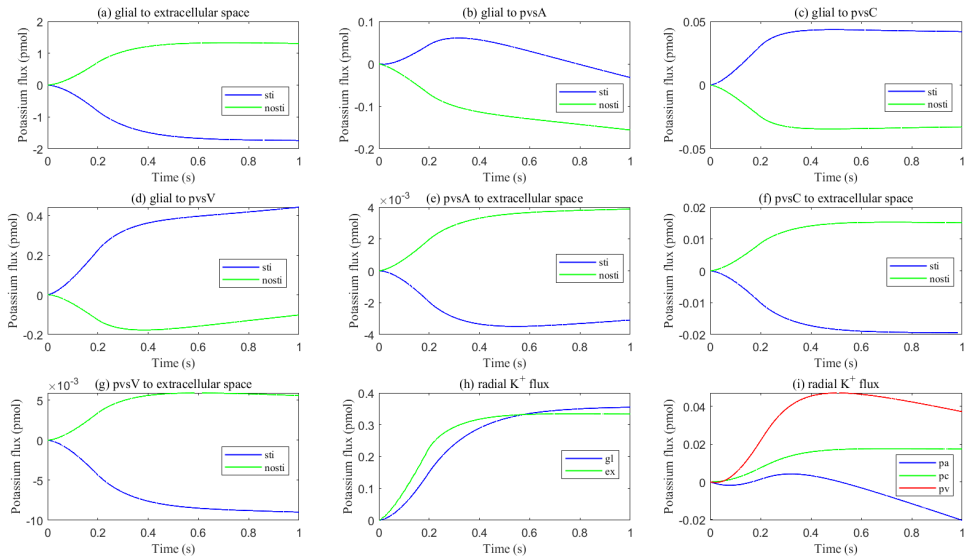 (a) glial to extracellular space
Potassium flux (pmol)
2
1
0
-1
-2
sti
nosti
0 0.2 0.4 0.6 0.8 1
Time (s)
(b) glial to pvsA
Potassium flux (pmol)
0.1
0
-0.1
-0.2
sti
nosti
0 0.2 0.4 0.6 0.8 1
Time (s)
(c) glial to pvsC
Potassium flux (pmol)
0.05
0
-0.05
sti
nosti
0 0.2 0.4 0.6 0.8 1
Time (s)
(d) glial to pvsV
Potassium flux (pmol)
0.4
0.2
0
-0.2
sti
nosti
0 0.2 0.4 0.6 0.8 1
Time (s)
(e) pvsA to extracellular space
×10⁻³
Potassium flux (pmol)
4
2
0
-2
-4
sti
nosti
0 0.2 0.4 0.6 0.8 1
Time (s)
(f) pvsC to extracellular space
Potassium flux (pmol)
0.02
0.01
0
-0.01
-0.02
sti
nosti
0 0.2 0.4 0.6 0.8 1
Time (s)
(g) pvsV to extracellular space
×10⁻³
Potassium flux (pmol)
5
0
-5
-10
sti
nosti
0 0.2 0.4 0.6 0.8 1
Time (s)
(h) radial K⁺ flux
Potassium flux (pmol)
0.4
0.3
0.2
0.1
0
gl
ex
0 0.2 0.4 0.6 0.8 1
Time (s)
(i) radial K⁺ flux
Potassium flux (pmol)
0.04
0.02
0
-0.02
pa
pc
pv
0 0.2 0.4 0.6 0.8 1
Time (s)